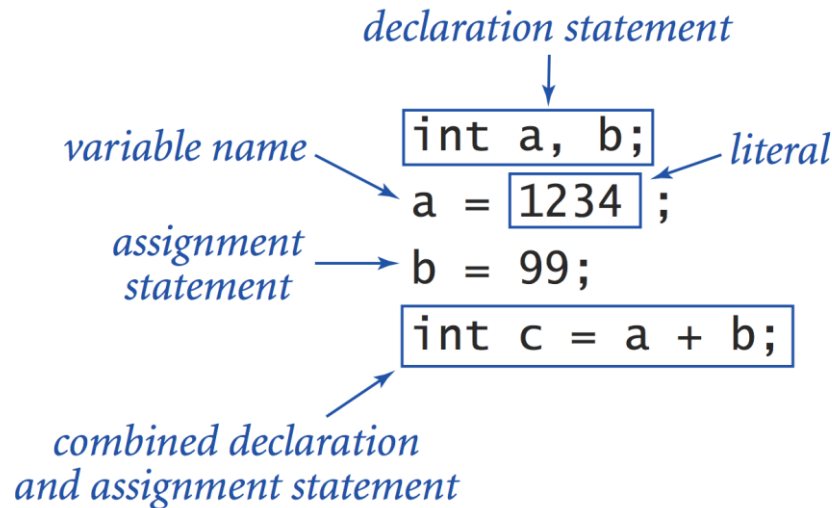 declaration statement
int a, b;
variable name
literal
a = 1234 ;
assignment
statement
b = 99;
int c = a + b;
combined declaration
and assignment statement